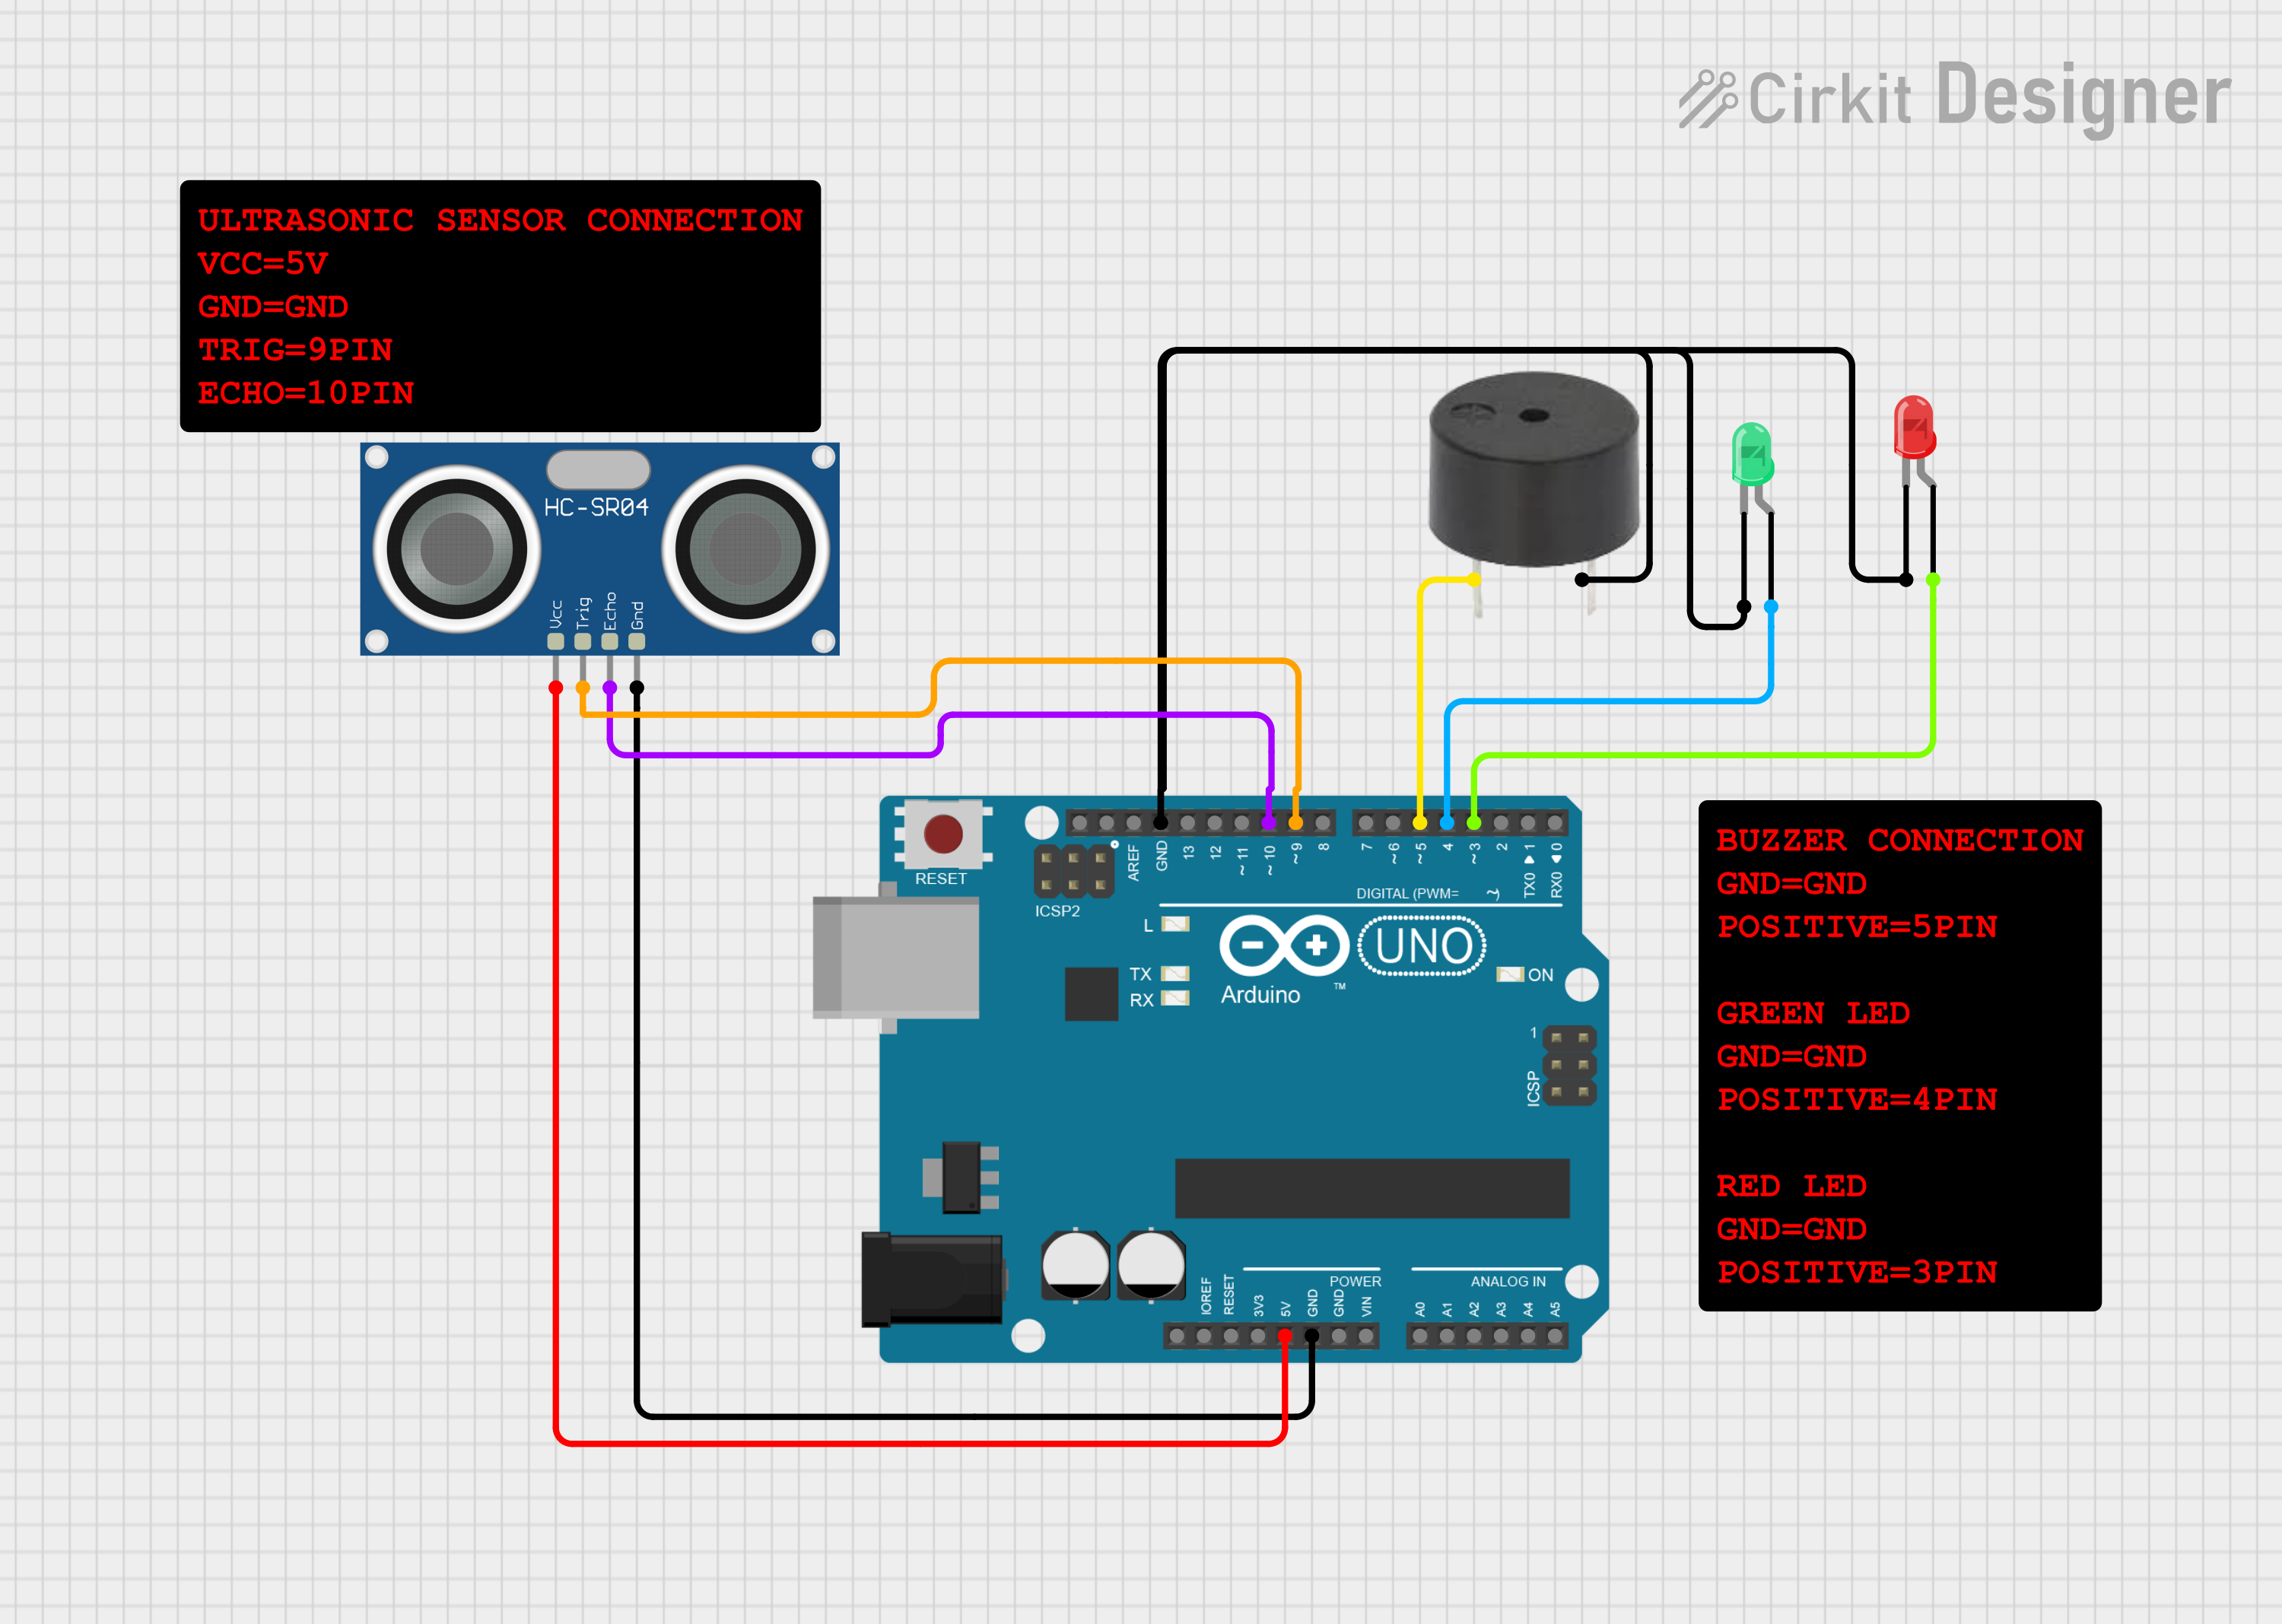 Cirkit Designer
ULTRASONIC SENSOR CONNECTION
VCC=5V
GND=GND
TRIG=9PIN
ECHO=10PIN
HC-SR04
Vcc
Trig
Echo
Gnd
RESET
ICSP2
AREF
GND
13
12
~11
~10
~9
8
7
~6
~5
4
~3
2
TX0 ▶ 1
RX0 ◀ 0
DIGITAL (PWM= ~)
L
TX
RX
UNO
Arduino
™
ON
1
ICSP
IOREF
RESET
3V3
5V
GND
GND
VIN
POWER
ANALOG IN
A0
A1
A2
A3
A4
A5
BUZZER CONNECTION
GND=GND
POSITIVE=5PIN
GREEN LED
GND=GND
POSITIVE=4PIN
RED LED
GND=GND
POSITIVE=3PIN